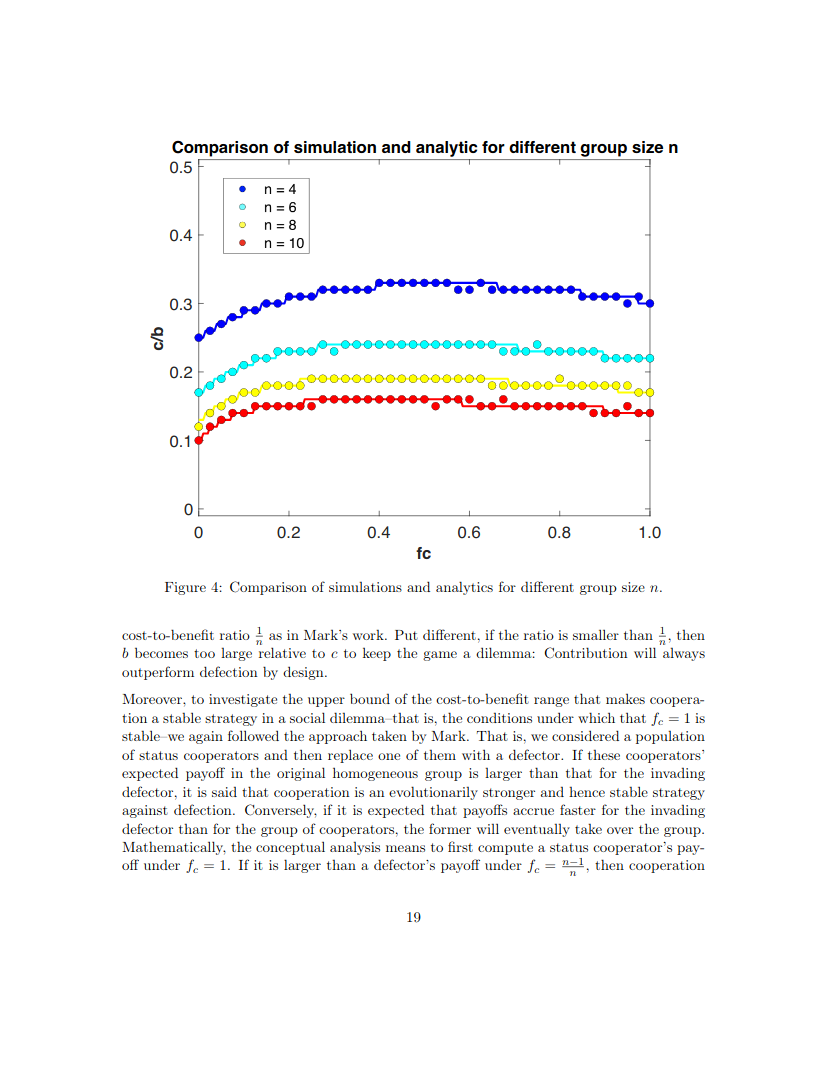 Comparison of simulation and analytic for different group size n
0.5
0.4
0.3
0.2
0.1
0
c/b
n = 4
n = 6
n = 8
n = 10
0 0.2 0.4 0.6 0.8 1.0
fc
Figure 4: Comparison of simulations and analytics for different group size n.
cost-to-benefit ratio 1/n as in Mark's work. Put different, if the ratio is smaller than 1/n, then
b becomes too large relative to c to keep the game a dilemma: Contribution will always
outperform defection by design.
Moreover, to investigate the upper bound of the cost-to-benefit range that makes coopera-
tion a stable strategy in a social dilemma–that is, the conditions under which that f_c = 1 is
stable–we again followed the approach taken by Mark. That is, we considered a population
of status cooperators and then replace one of them with a defector. If these cooperators'
expected payoff in the original homogeneous group is larger than that for the invading
defector, it is said that cooperation is an evolutionarily stronger and hence stable strategy
against defection. Conversely, if it is expected that payoffs accrue faster for the invading
defector than for the group of cooperators, the former will eventually take over the group.
Mathematically, the conceptual analysis means to first compute a status cooperator's pay-
off under f_c = 1. If it is larger than a defector's payoff under f_c = n−1/n, then cooperation
19